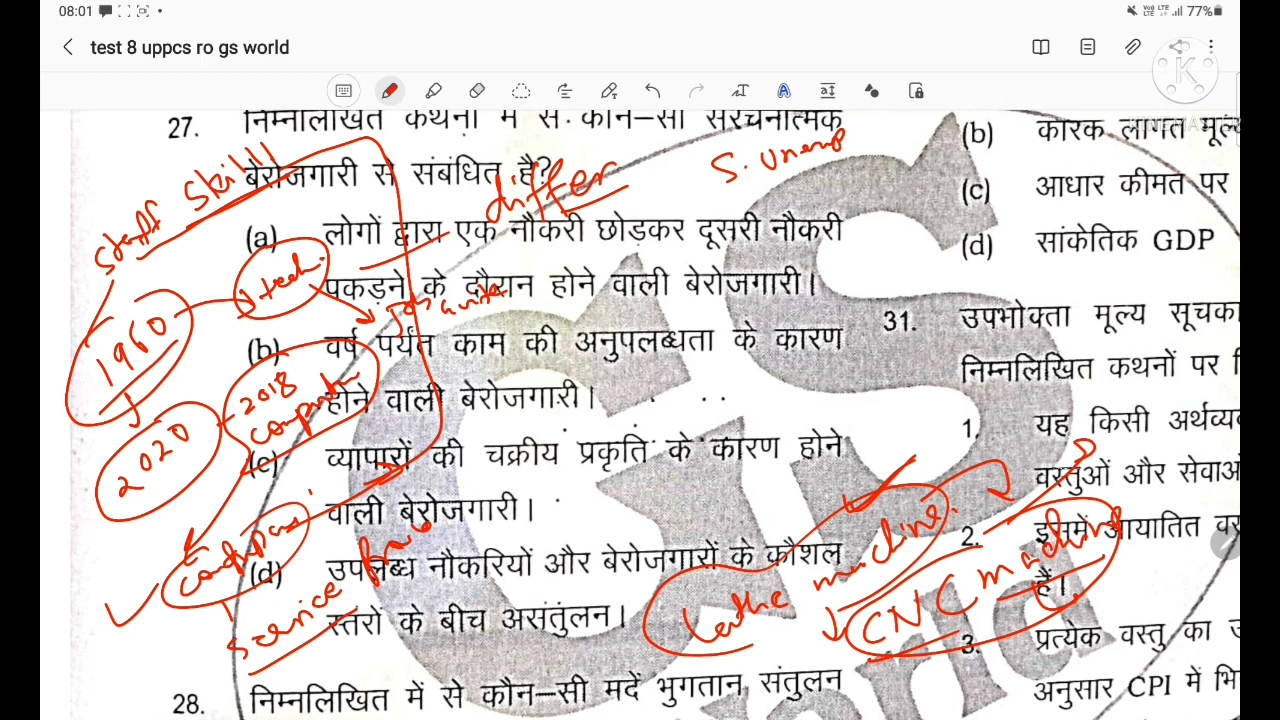 08:01
77%
test 8 uppcs ro gs world
27. निम्नलिखित कथनों में से कौन-सा संरचनात्मक
बेरोजगारी से संबंधित है?
(a) लोगों द्वारा एक नौकरी छोड़कर दूसरी नौकरी
पकड़ने के दौरान होने वाली बेरोजगारी।
(b) वर्ष पर्यंत काम की अनुपलब्धता के कारण
होने वाली बेरोजगारी।
(c) व्यापारों की चक्रीय प्रकृति के कारण होने
वाली बेरोजगारी।
(d) उपलब्ध नौकरियों और बेरोजगारों के कौशल
स्तरों के बीच असंतुलन।
28. निम्नलिखित में से कौन-सी मदें भुगतान संतुलन
(b) कारक लागत
(c) आधार कीमत पर
(d) सांकेतिक GDP
31. उपभोक्ता मूल्य
निम्नलिखित कथनों पर
1. यह किसी
वस्तुओं और
2. इसमें आयातित
हैं।
3. प्रत्येक वस्तु का
अनुसार CPI में
staff skill
differ
S. Unemp
1960
tech.
2020
2018
computer
service
Lathe machine
CNC machine
K